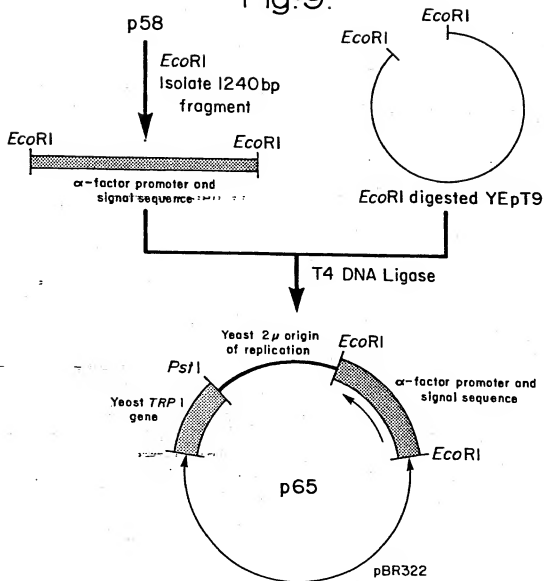 Fig.9.
p58
EcoRI
Isolate 1240bp
fragment
EcoRI
EcoRI
α-factor promoter and
signal sequence
EcoRI
EcoRI
EcoRI digested YEpT9
T4 DNA Ligase
Yeast 2μ origin
of replication
EcoRI
PstI
α-factor promoter and
signal sequence
Yeast TRP1
gene
EcoRI
p65
pBR322